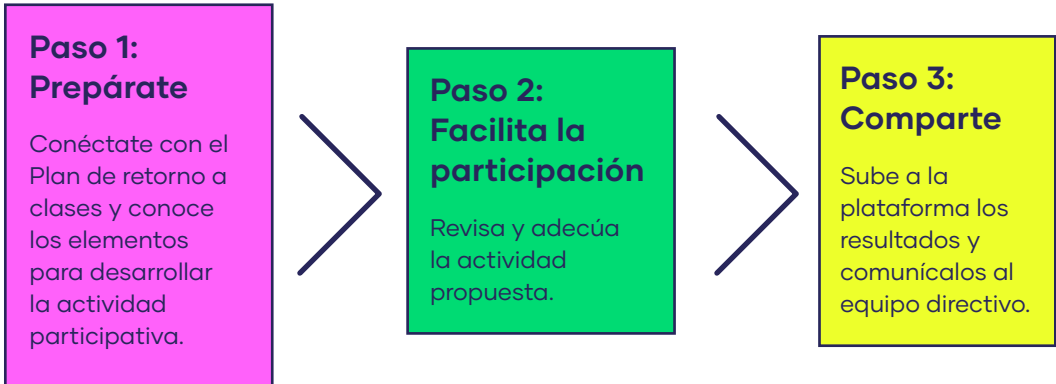 Paso 1:
Prepárate
Conéctate con el
Plan de retorno a
clases y conoce
los elementos
para desarrollar
la actividad
participativa.
Paso 2:
Facilita la
participación
Revisa y adecúa
la actividad
propuesta.
Paso 3:
Comparte
Sube a la
plataforma los
resultados y
comunícalos al
equipo directivo.